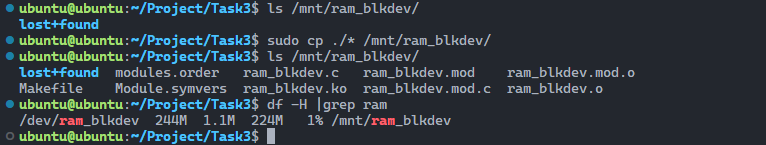 ubuntu@ubuntu:~/Project/Task3$ ls /mnt/ram_blkdev/
lost+found
ubuntu@ubuntu:~/Project/Task3$ sudo cp ./* /mnt/ram_blkdev/
ubuntu@ubuntu:~/Project/Task3$ ls /mnt/ram_blkdev/
lost+found  modules.order   ram_blkdev.c   ram_blkdev.mod    ram_blkdev.mod.o
Makefile    Module.symvers  ram_blkdev.ko  ram_blkdev.mod.c  ram_blkdev.o
ubuntu@ubuntu:~/Project/Task3$ df -H |grep ram
/dev/ram_blkdev  244M  1.1M  224M   1% /mnt/ram_blkdev
ubuntu@ubuntu:~/Project/Task3$